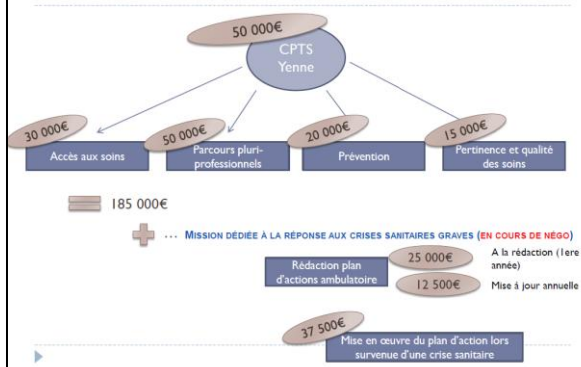 50 000€
CPTS
Yenne
30 000€
50 000€
20 000€
15 000€
Accès aux soins
Parcours pluri-
professionnels
Prévention
Pertinence et qualité
des soins
185 000€
... MISSION DÉDIÉE À LA RÉPONSE AUX CRISES SANITAIRES GRAVES (EN COURS DE NÉGO)
Rédaction plan
d'actions ambulatoire
25 000€
A la rédaction (1ere
année)
12 500€
Mise à jour annuelle
37 500€
Mise en œuvre du plan d'action lors
survenue d'une crise sanitaire